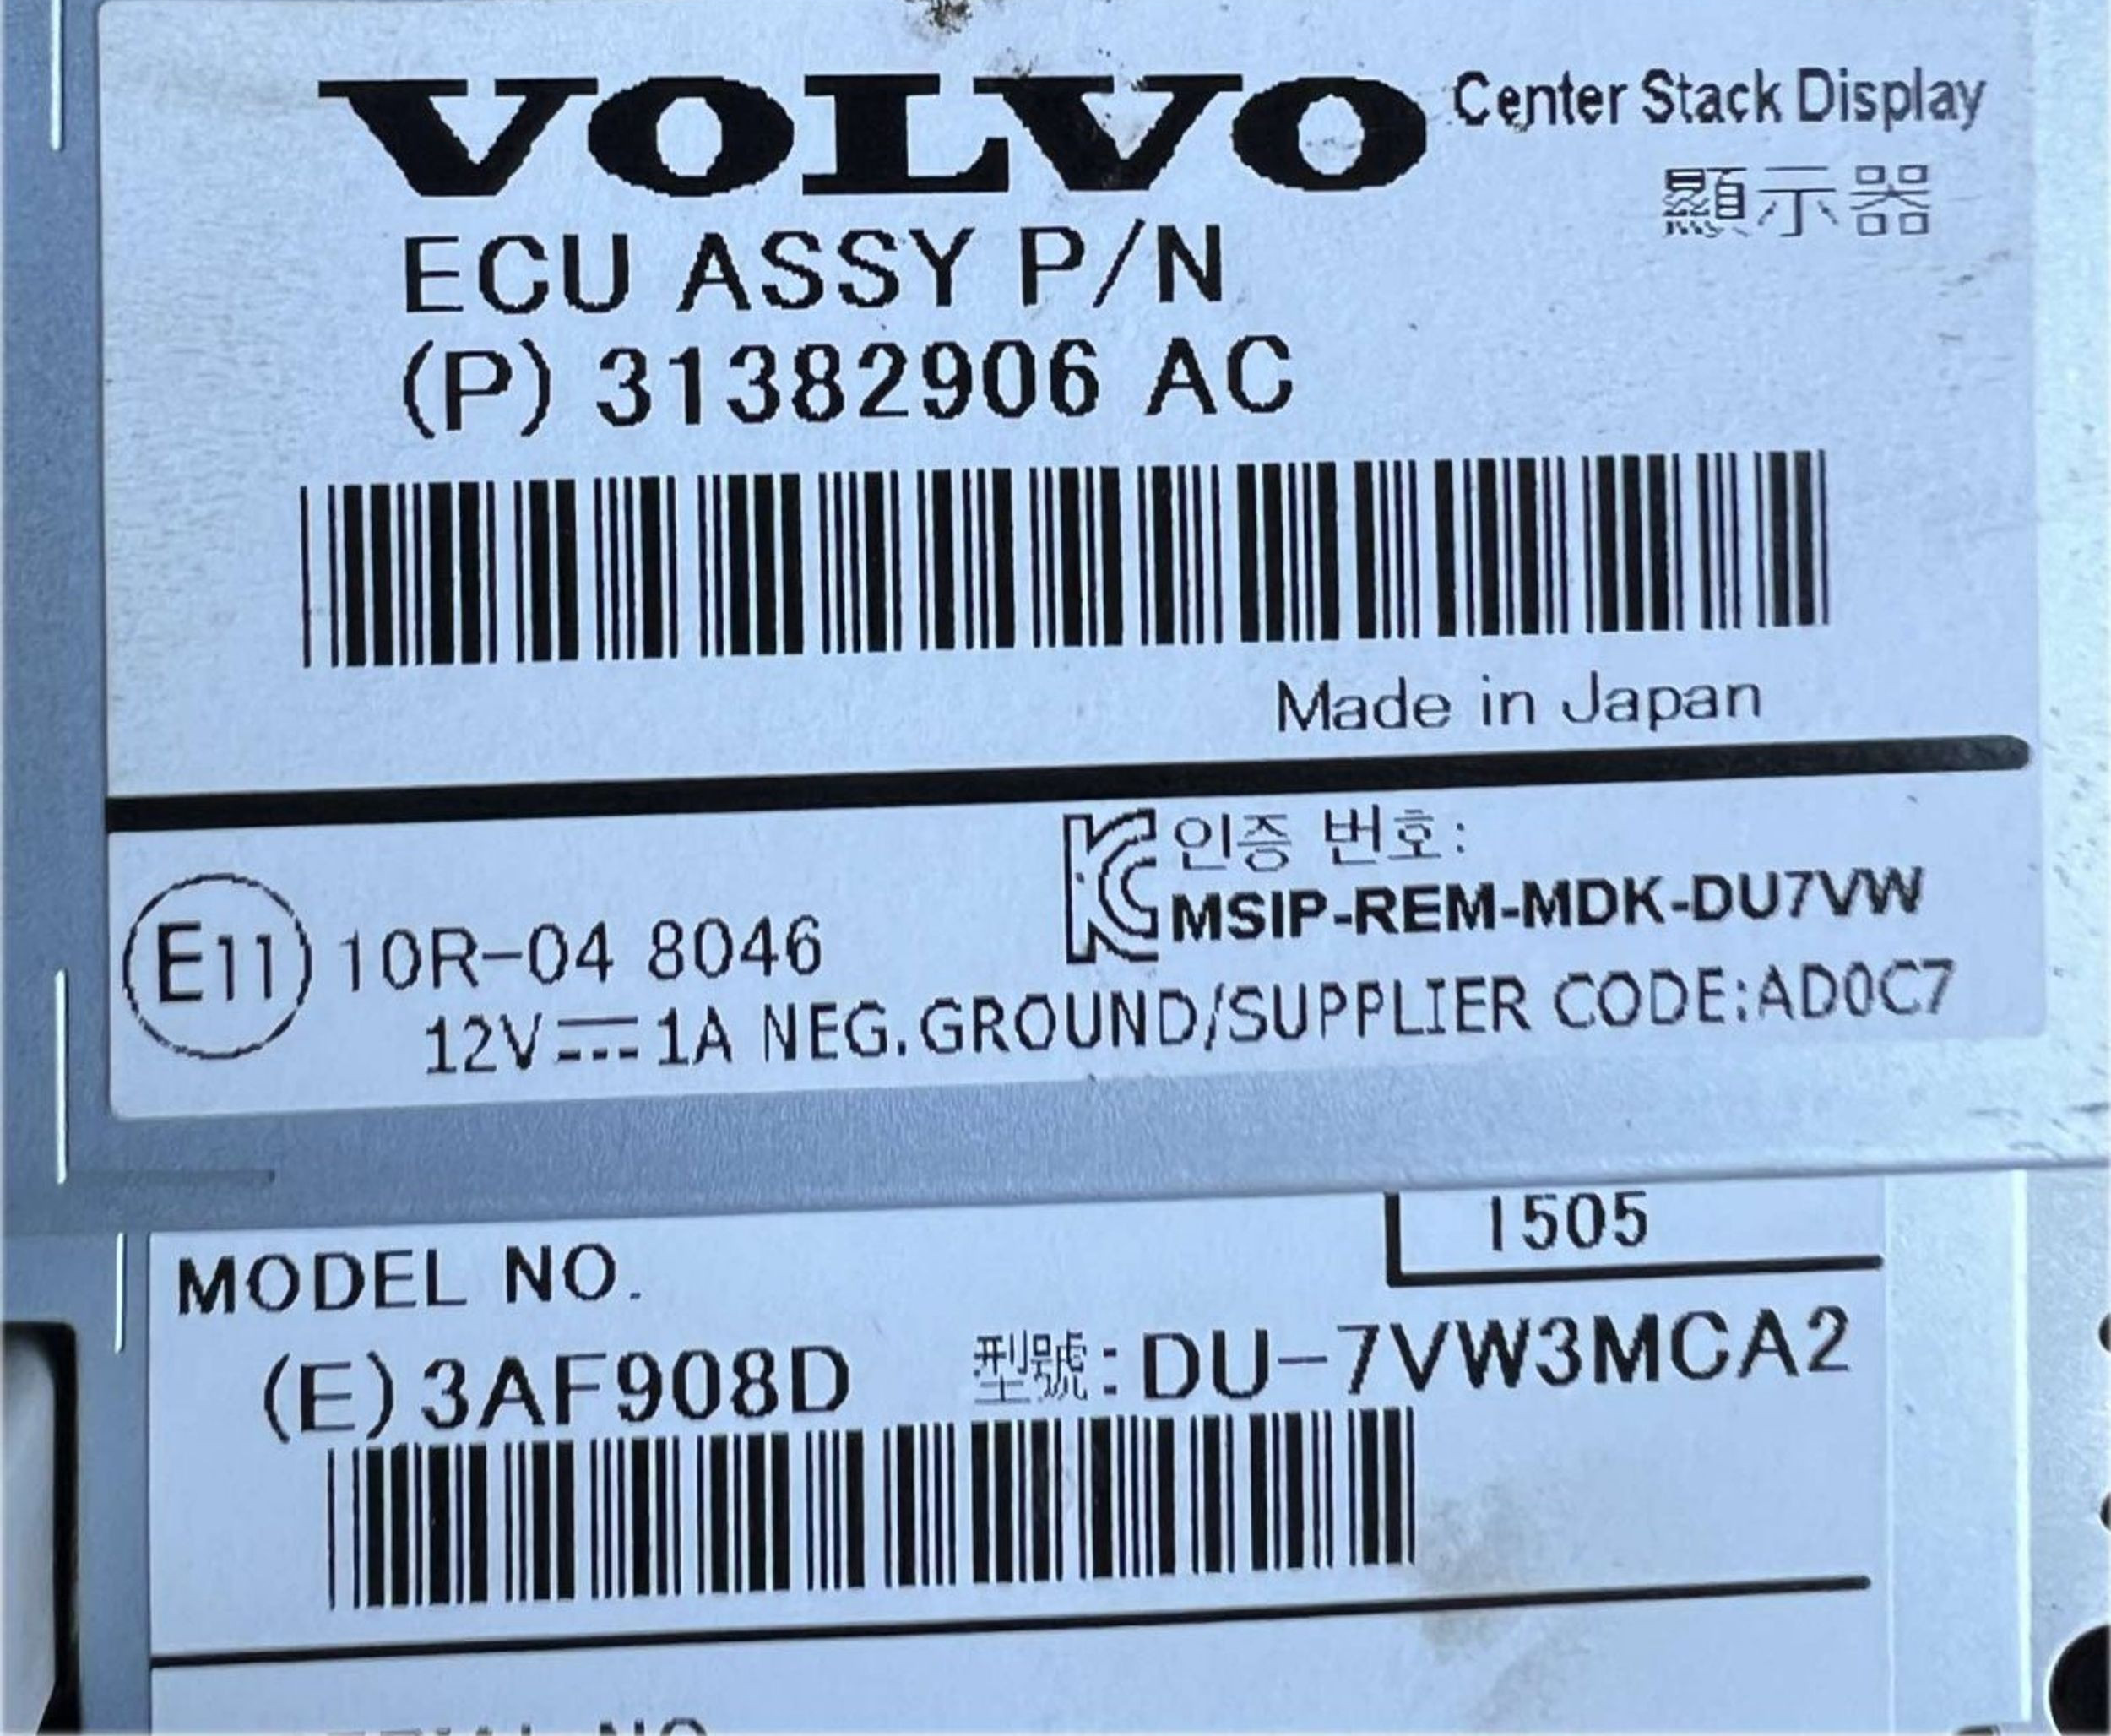 VOLVO Center Stack Display
顯示器
ECU ASSY P/N
(P) 31382906 AC
Made in Japan
인증 번호:
MSIP-REM-MDK-DU7VW
E11 10R-04 8046
12V⎓1A NEG.GROUND/SUPPLIER CODE:AD0C7
1505
MODEL NO.
(E)3AF908D 型號:DU-7VW3MCA2
NO